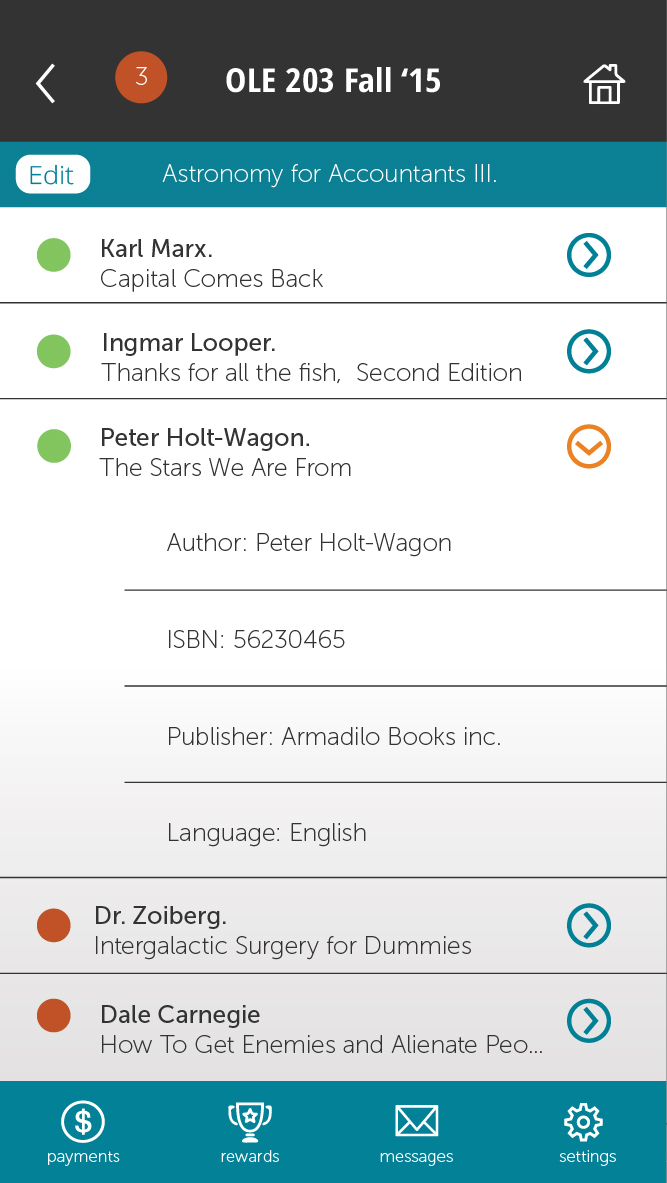 3
OLE 203 Fall ‘15
Edit
Astronomy for Accountants III.
Karl Marx.
Capital Comes Back
Ingmar Looper.
Thanks for all the fish,  Second Edition
Peter Holt-Wagon.
The Stars We Are From
Author: Peter Holt-Wagon
ISBN: 56230465
Publisher: Armadilo Books inc.
Language: English
Dr. Zoiberg.
Intergalactic Surgery for Dummies
Dale Carnegie
How To Get Enemies and Alienate Peo...
$
payments
rewards
messages
settings